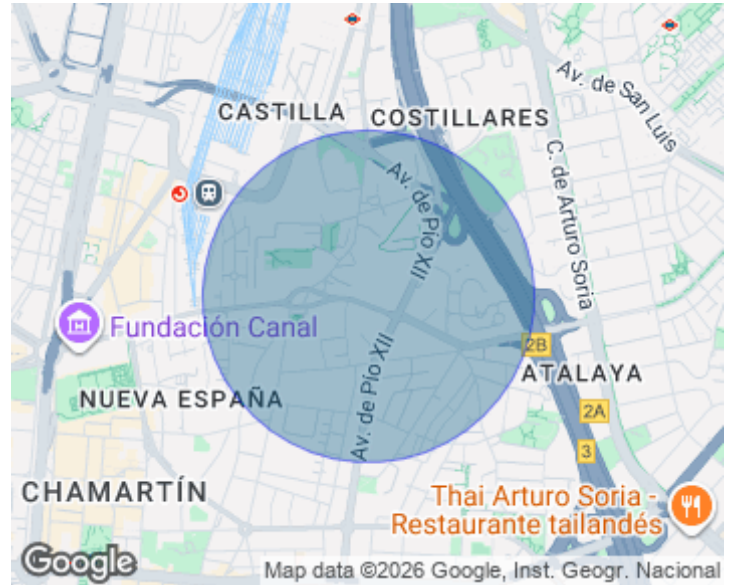 CASTILLA
COSTILLARES
Av. de San Luis
C. de Arturo Soria
Av. de Pío XII
Fundación Canal
2B
ATALAYA
Av. de Pío XII
NUEVA ESPAÑA
2A
3
CHAMARTÍN
Thai Arturo Soria -
Restaurante tailandés
Google
Map data ©2026 Google, Inst. Geogr. Nacional